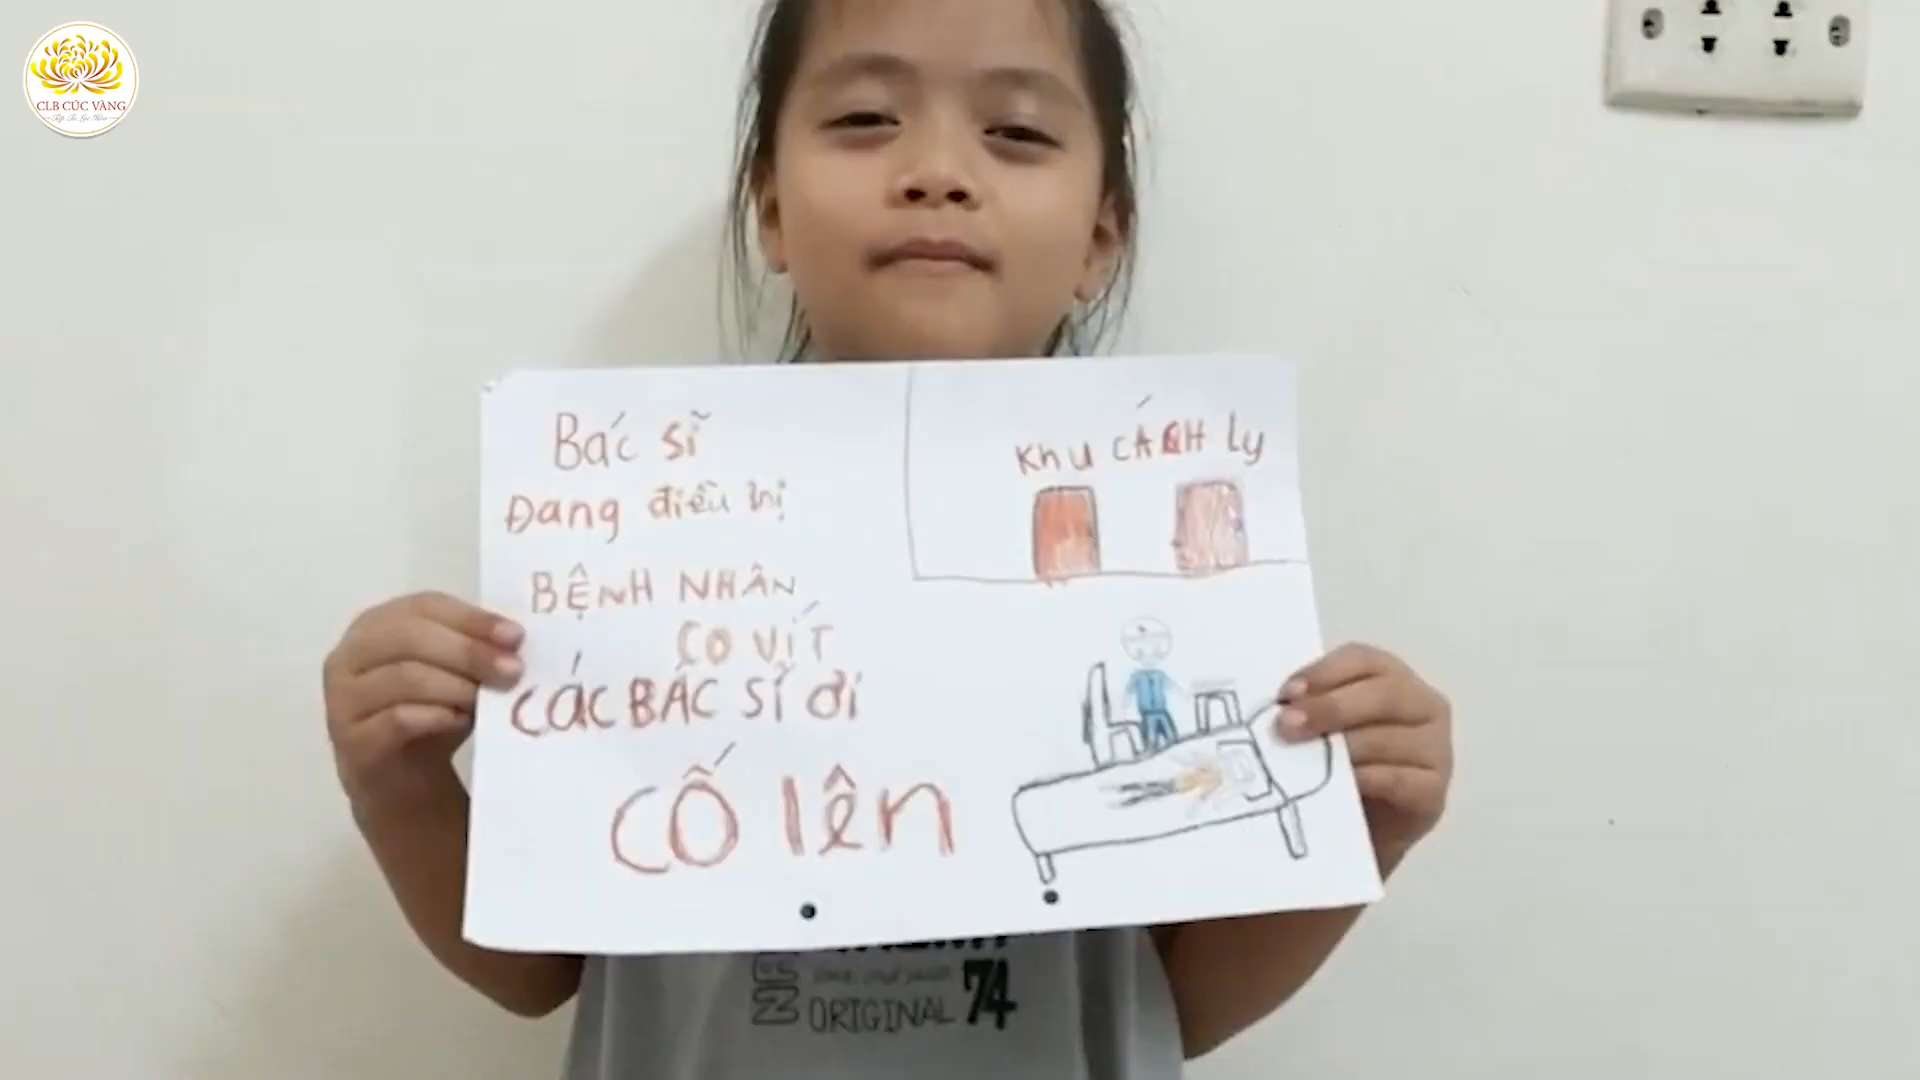 CLB CÚC VÀNG
Bác sĩ
Đang điều trị
BỆNH NHÂN
CO VÍT
CÁC BÁC SĨ ơi
CỐ lên
Khu CÁCH Ly
ORIGINAL 74